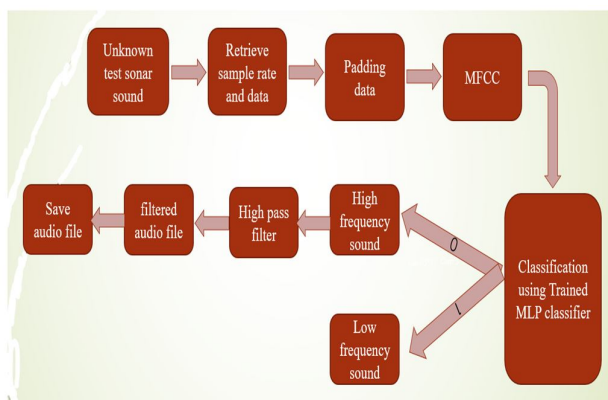 Unknown
test sonar
sound
Retrieve
sample rate
and data
Padding
data
MFCC
Save
audio file
filtered
audio file
High pass
filter
High
frequency
sound
0
Classification
using Trained
MLP classifier
1
Low
frequency
sound